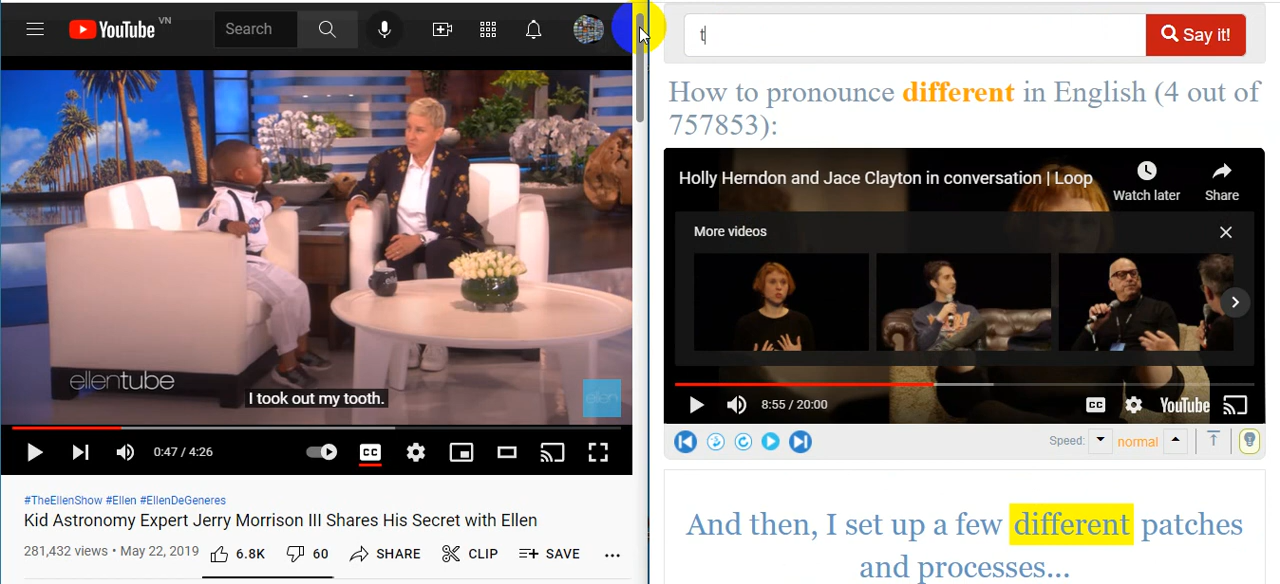 YouTube VN
Search
ellentube
I took out my tooth.
ellen
0:47 / 4:26
CC
#TheEllenShow #Ellen #EllenDeGeneres
Kid Astronomy Expert Jerry Morrison III Shares His Secret with Ellen
281,432 views • May 22, 2019
6.8K
60
SHARE
CLIP
SAVE
t
Say it!
How to pronounce different in English (4 out of
757853):
Holly Herndon and Jace Clayton in conversation | Loop
Watch later
Share
More videos
8:55 / 20:00
CC
YouTube
Speed:
normal
And then, I set up a few different patches
and processes...